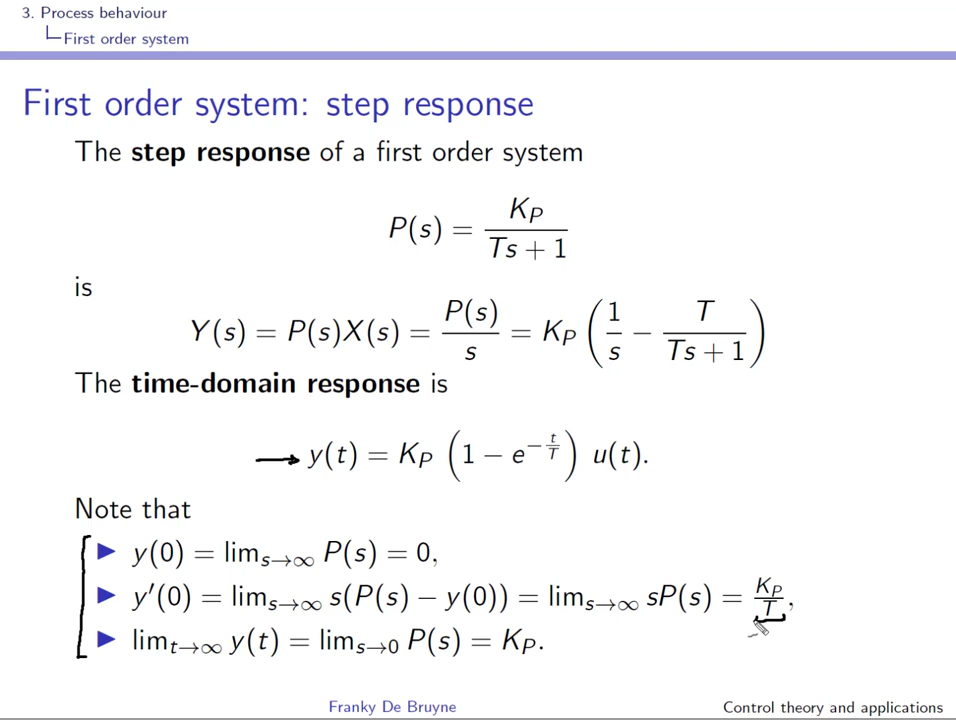 3. Process behaviour
First order system
First order system: step response
The step response of a first order system
P(s) = K_P / (Ts + 1)
is
Y(s) = P(s)X(s) = P(s)/s = K_P (1/s − T/(Ts + 1))
The time-domain response is
y(t) = K_P (1 − e^{−t/T}) u(t).
Note that
▶ y(0) = lim_{s→∞} P(s) = 0,
▶ y′(0) = lim_{s→∞} s(P(s) − y(0)) = lim_{s→∞} sP(s) = K_P/T,
▶ lim_{t→∞} y(t) = lim_{s→0} P(s) = K_P.
Franky De Bruyne Control theory and applications